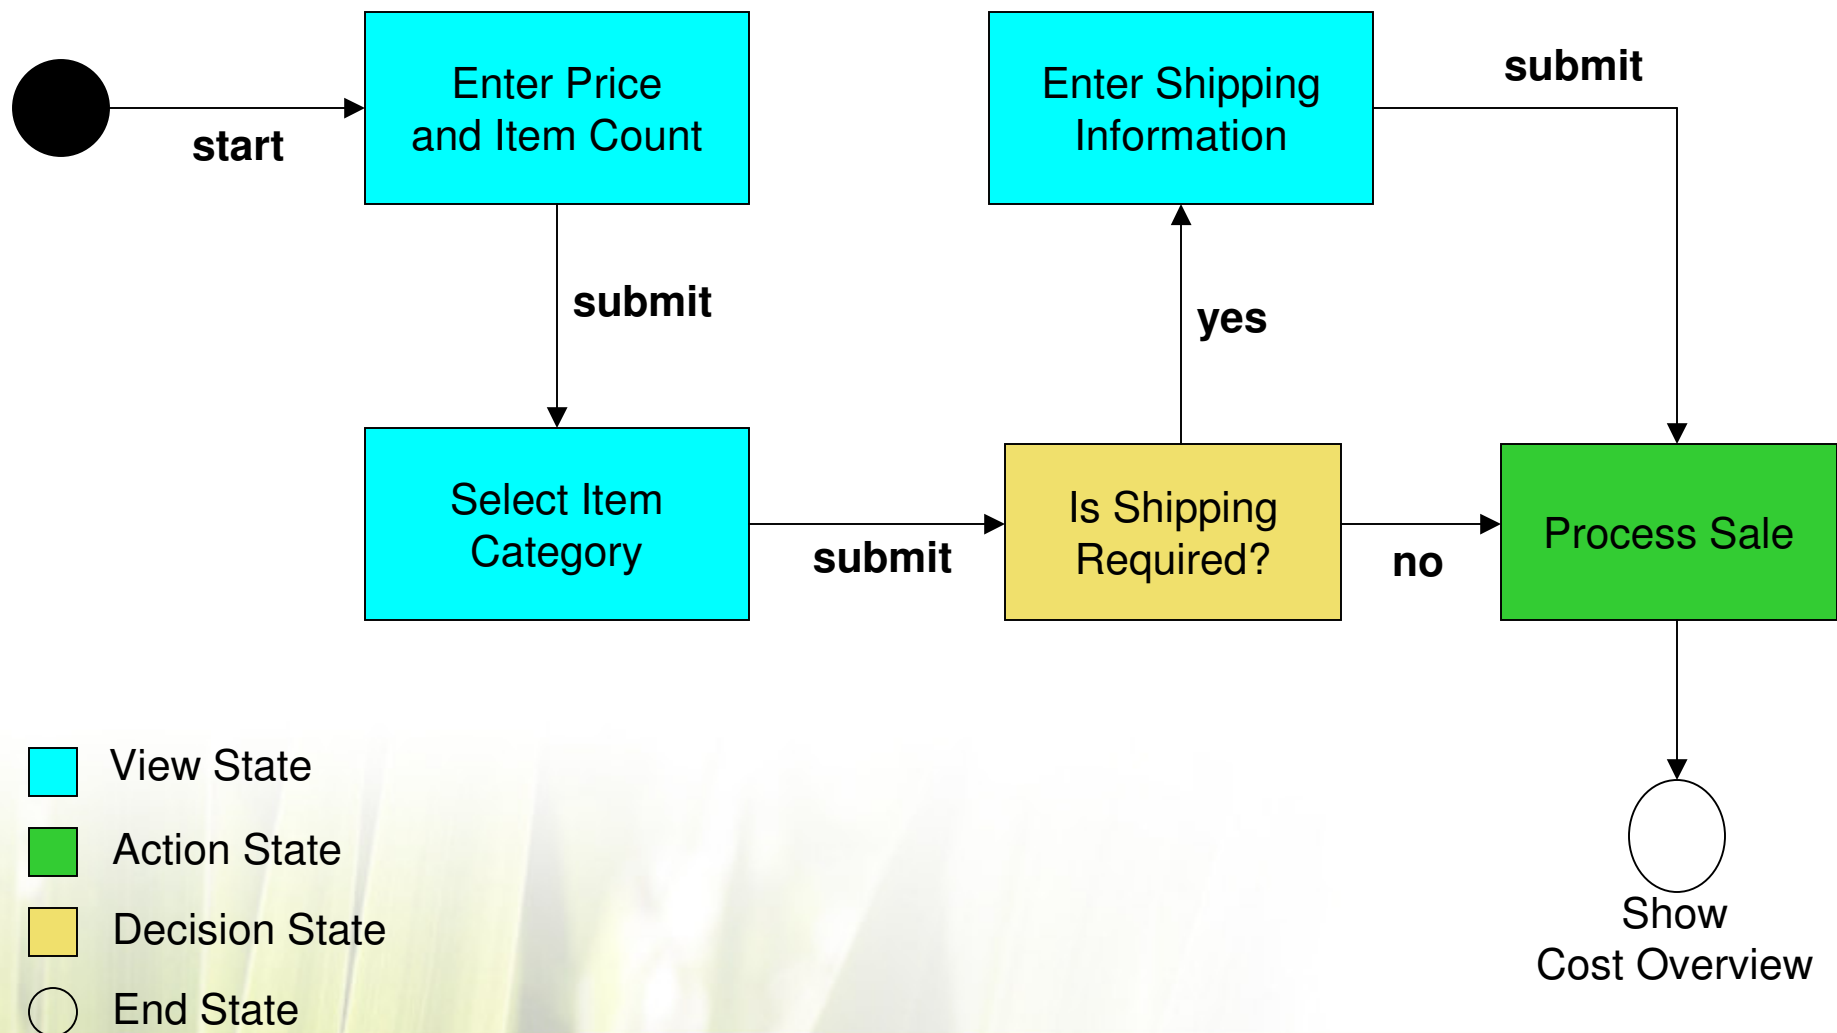 Enter Price
and Item Count
Enter Shipping
Information
submit
start
submit
yes
Select Item
Category
submit
Is Shipping
Required?
no
Process Sale
View State
Action State
Decision State
End State
Show
Cost Overview